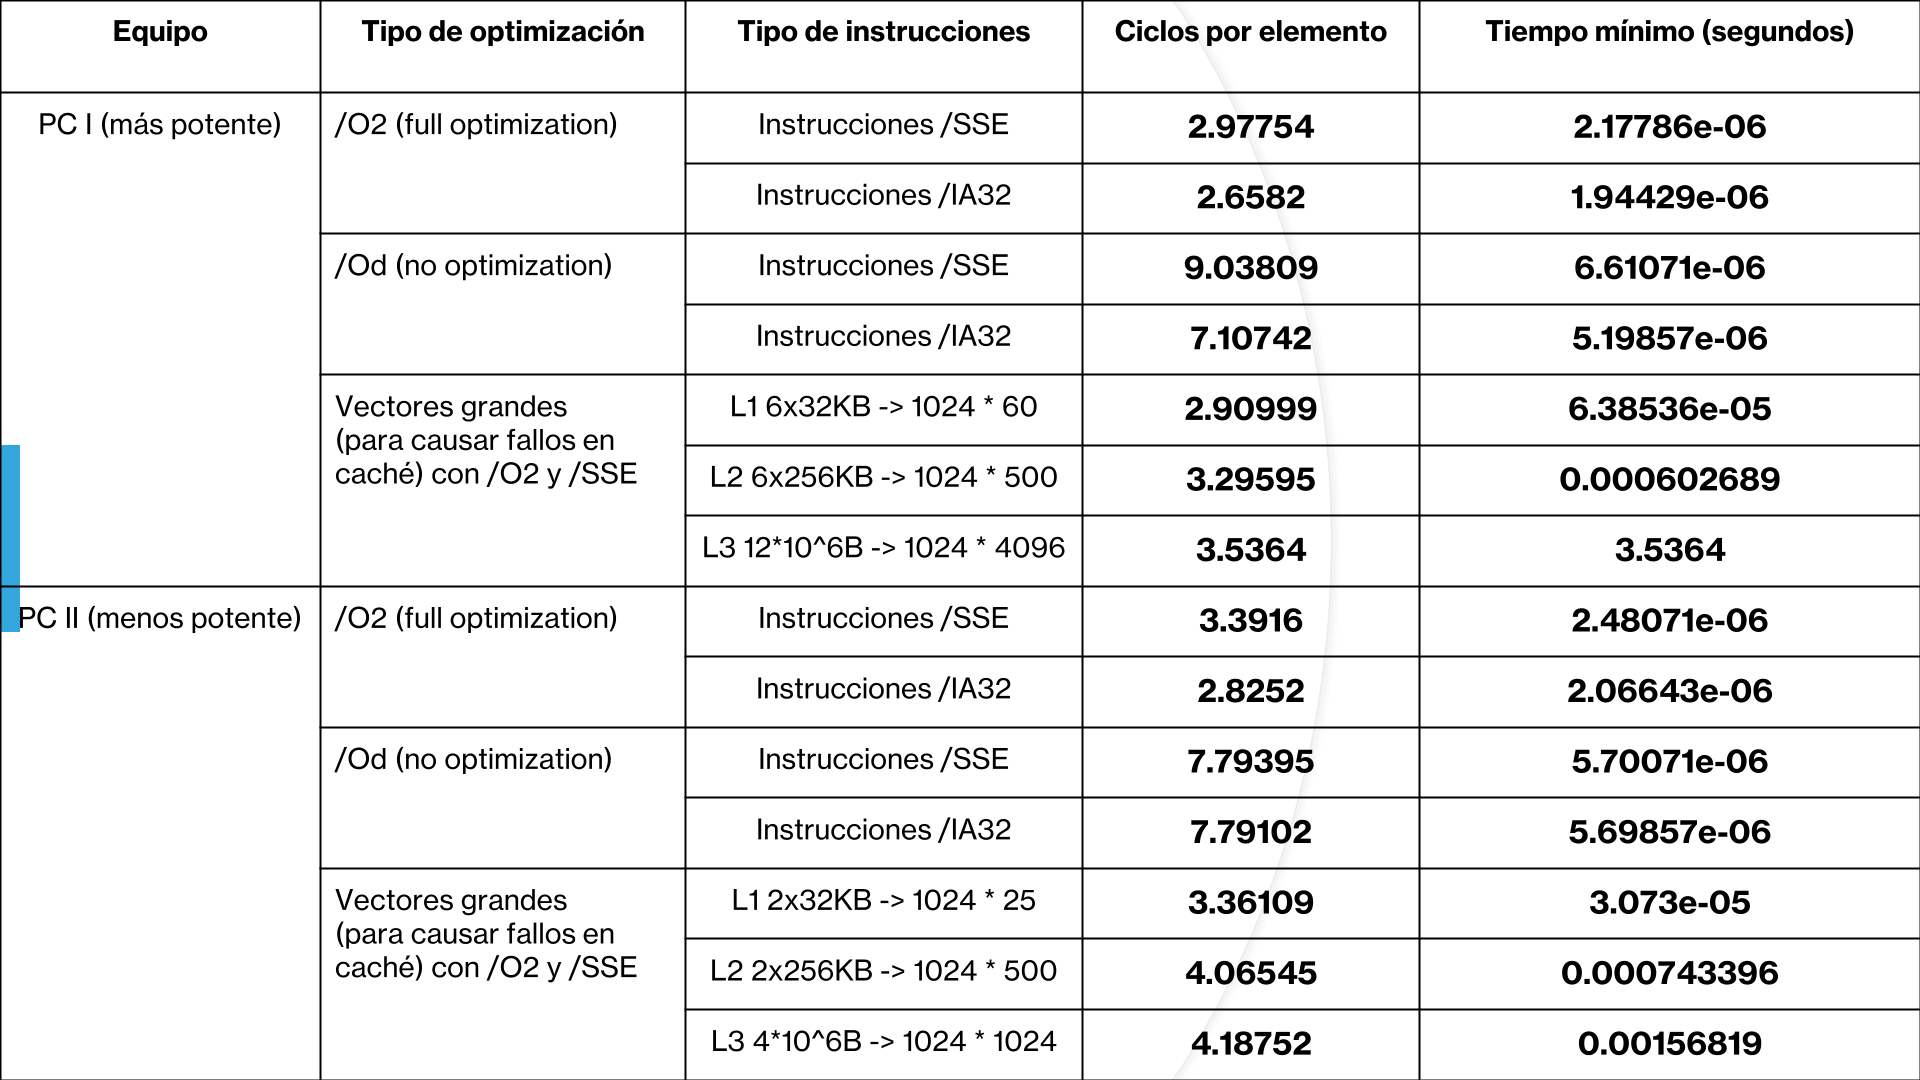 Equipo Tipo de optimización Tipo de instrucciones Ciclos por elemento Tiempo mínimo (segundos)
PC I (más potente) /O2 (full optimization) Instrucciones /SSE 2.97754 2.17786e-06
Instrucciones /IA32 2.6582 1.94429e-06
/Od (no optimization) Instrucciones /SSE 9.03809 6.61071e-06
Instrucciones /IA32 7.10742 5.19857e-06
Vectores grandes L1 6x32KB -> 1024 * 60 2.90999 6.38536e-05
(para causar fallos en
caché) con /O2 y /SSE L2 6x256KB -> 1024 * 500 3.29595 0.000602689
L3 12*10^6B -> 1024 * 4096 3.5364 3.5364
PC II (menos potente) /O2 (full optimization) Instrucciones /SSE 3.3916 2.48071e-06
Instrucciones /IA32 2.8252 2.06643e-06
/Od (no optimization) Instrucciones /SSE 7.79395 5.70071e-06
Instrucciones /IA32 7.79102 5.69857e-06
Vectores grandes L1 2x32KB -> 1024 * 25 3.36109 3.073e-05
(para causar fallos en
caché) con /O2 y /SSE L2 2x256KB -> 1024 * 500 4.06545 0.000743396
L3 4*10^6B -> 1024 * 1024 4.18752 0.00156819